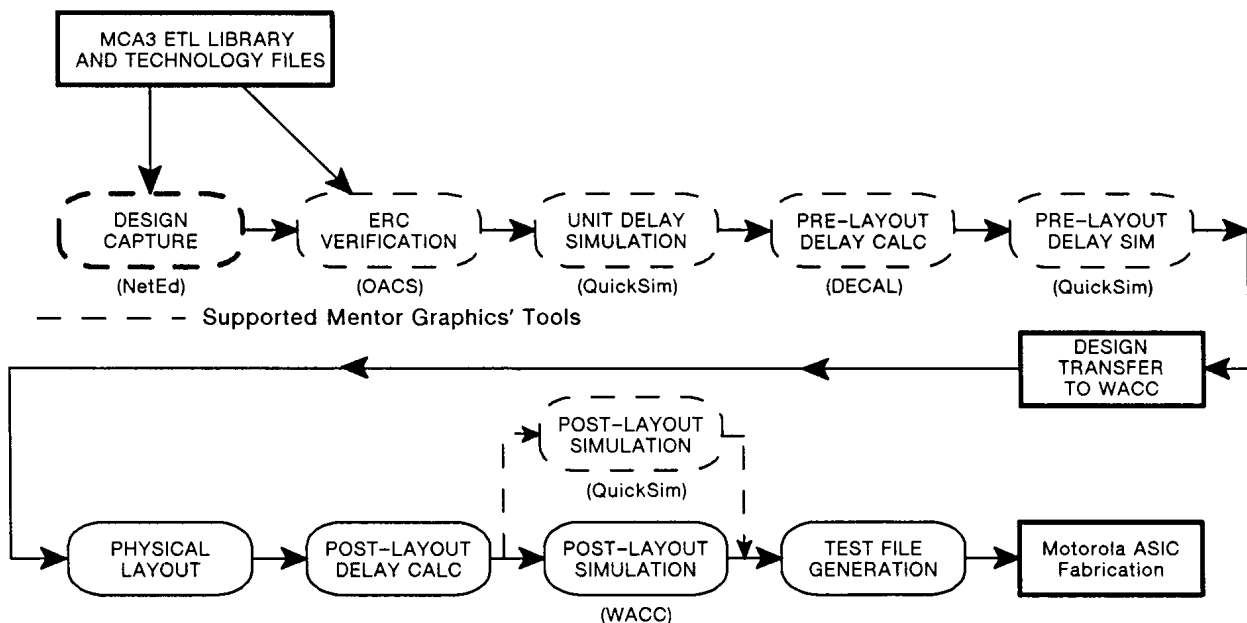 MCA3 ETL LIBRARY
AND TECHNOLOGY FILES
DESIGN
CAPTURE
(NetEd)
ERC
VERIFICATION
(OACS)
UNIT DELAY
SIMULATION
(QuickSim)
PRE-LAYOUT
DELAY CALC
(DECAL)
PRE-LAYOUT
DELAY SIM
(QuickSim)
Supported Mentor Graphics' Tools
DESIGN
TRANSFER
TO WACC
POST-LAYOUT
SIMULATION
(QuickSim)
PHYSICAL
LAYOUT
POST-LAYOUT
DELAY CALC
POST-LAYOUT
SIMULATION
(WACC)
TEST FILE
GENERATION
Motorola ASIC
Fabrication